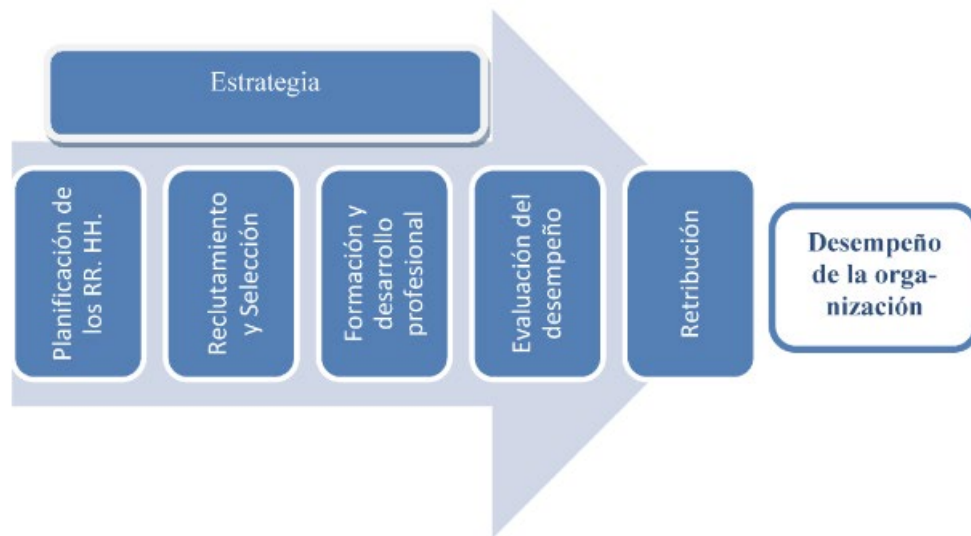 Estrategia
Planificación de
los RR. HH.
Reclutamiento
y Selección
Formación y
desarrollo
profesional
Evaluación del
desempeño
Retribución
Desempeño
de la orga-
nización